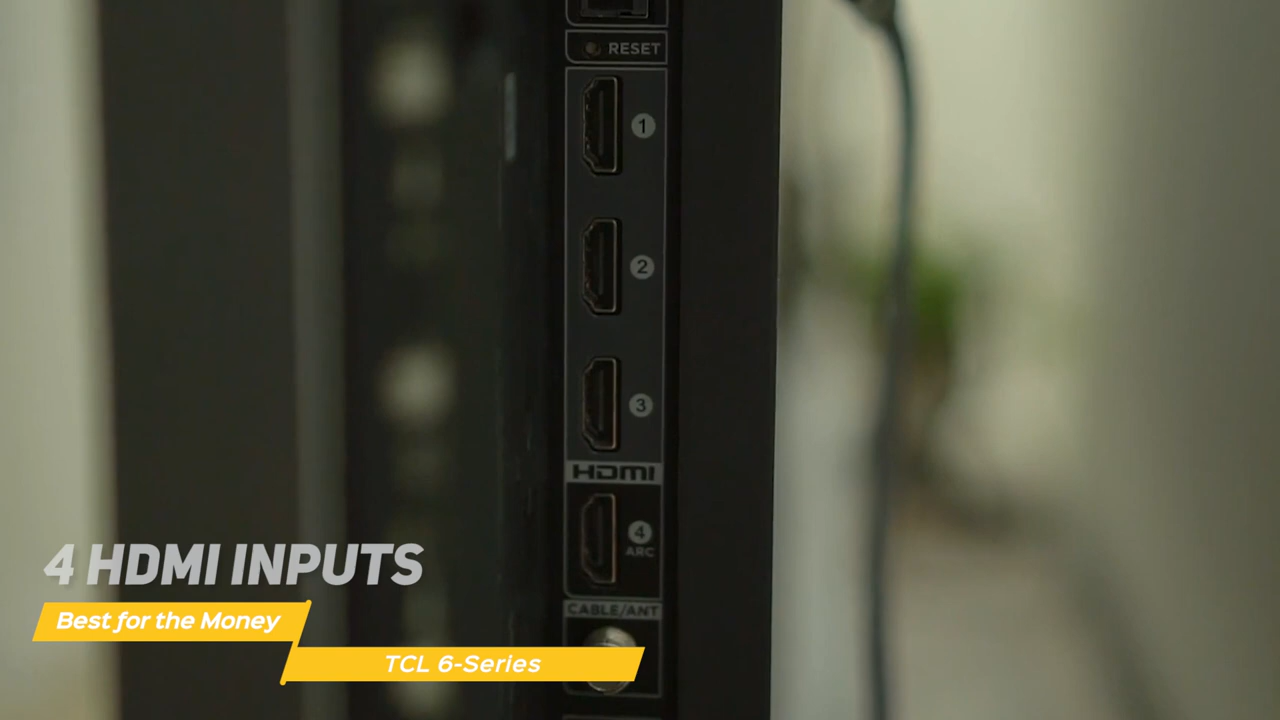 RESET
1
2
3
HDMI
4
ARC
CABLE/ANT
4 HDMI INPUTS
Best for the Money
TCL 6-Series